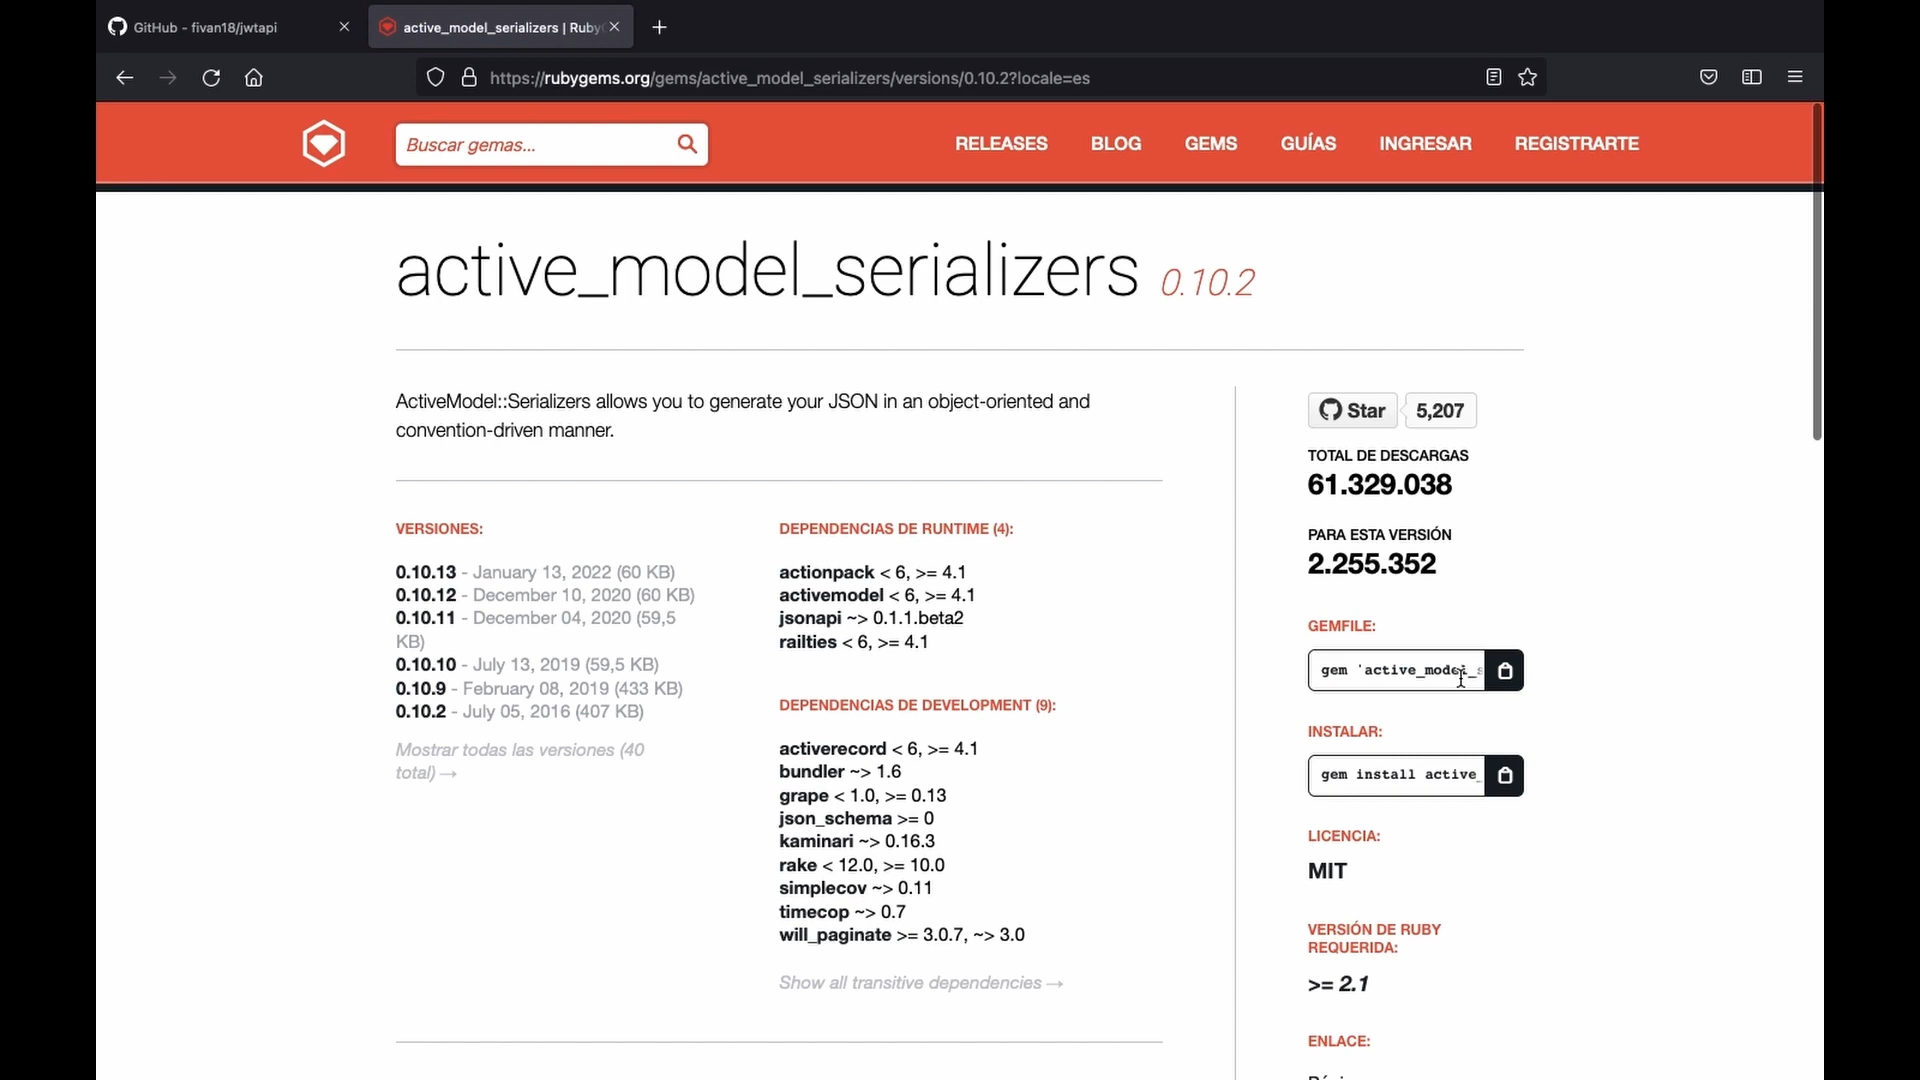 GitHub - fivan18/jwtapi
active_model_serializers | Ruby
https://rubygems.org/gems/active_model_serializers/versions/0.10.2?locale=es
Buscar gemas...
RELEASES
BLOG
GEMS
GUÍAS
INGRESAR
REGISTRARTE
active_model_serializers 0.10.2
ActiveModel::Serializers allows you to generate your JSON in an object-oriented and
convention-driven manner.
VERSIONES:
0.10.13 - January 13, 2022 (60 KB)
0.10.12 - December 10, 2020 (60 KB)
0.10.11 - December 04, 2020 (59,5
KB)
0.10.10 - July 13, 2019 (59,5 KB)
0.10.9 - February 08, 2019 (433 KB)
0.10.2 - July 05, 2016 (407 KB)
Mostrar todas las versiones (40
total) →
DEPENDENCIAS DE RUNTIME (4):
actionpack < 6, >= 4.1
activemodel < 6, >= 4.1
jsonapi ~> 0.1.1.beta2
railties < 6, >= 4.1
DEPENDENCIAS DE DEVELOPMENT (9):
activerecord < 6, >= 4.1
bundler ~> 1.6
grape < 1.0, >= 0.13
json_schema >= 0
kaminari ~> 0.16.3
rake < 12.0, >= 10.0
simplecov ~> 0.11
timecop ~> 0.7
will_paginate >= 3.0.7, ~> 3.0
Show all transitive dependencies →
Star 5,207
TOTAL DE DESCARGAS
61.329.038
PARA ESTA VERSIÓN
2.255.352
GEMFILE:
gem 'active_model_s
INSTALAR:
gem install active_
LICENCIA:
MIT
VERSIÓN DE RUBY
REQUERIDA:
>= 2.1
ENLACE: